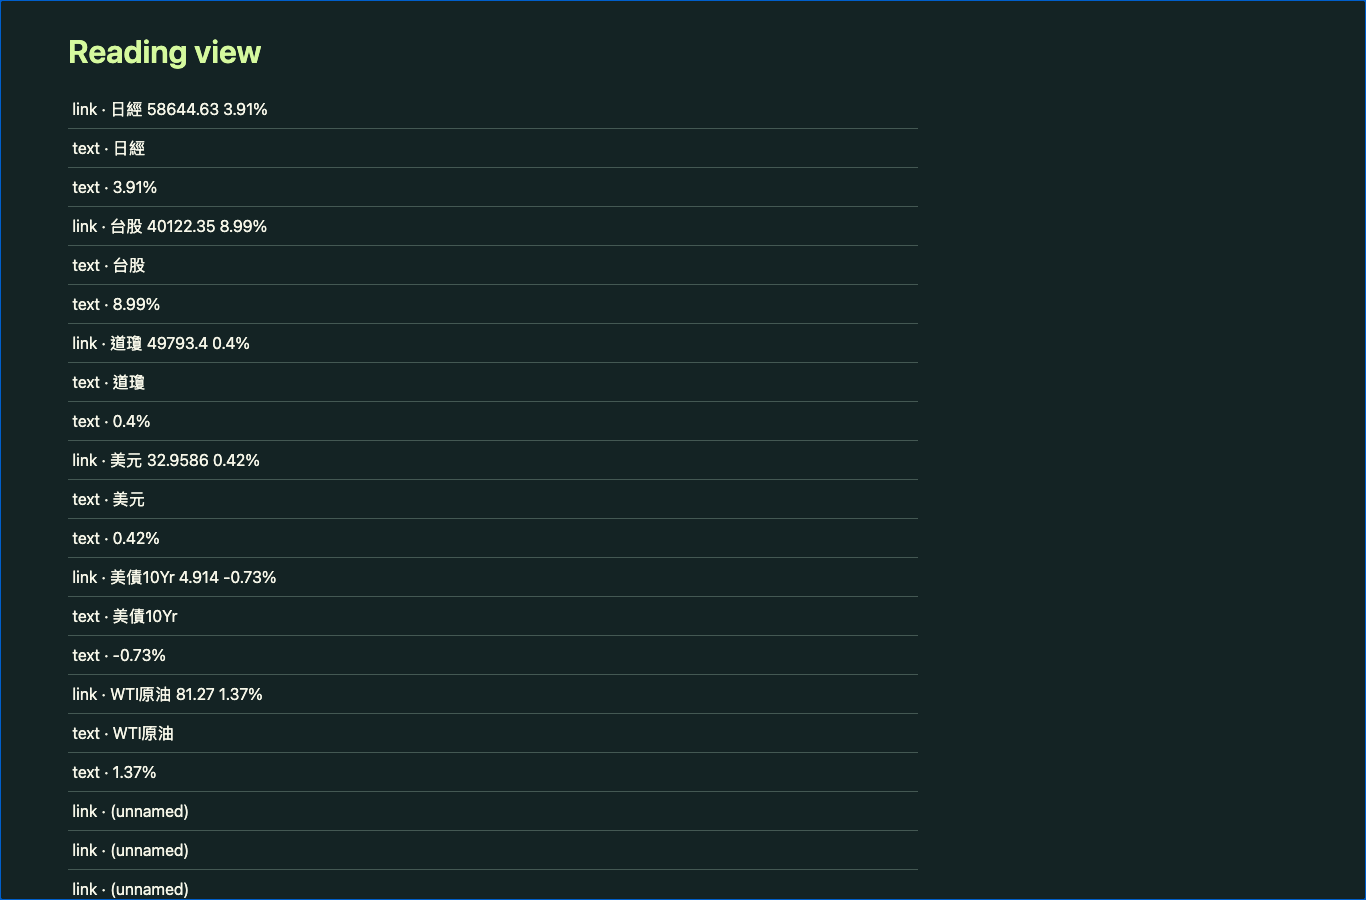 Reading view
link · 日經 58644.63 3.91%
text · 日經
text · 3.91%
link · 台股 40122.35 8.99%
text · 台股
text · 8.99%
link · 道瓊 49793.4 0.4%
text · 道瓊
text · 0.4%
link · 美元 32.9586 0.42%
text · 美元
text · 0.42%
link · 美債10Yr 4.914 -0.73%
text · 美債10Yr
text · -0.73%
link · WTI原油 81.27 1.37%
text · WTI原油
text · 1.37%
link · (unnamed)
link · (unnamed)
link · (unnamed)